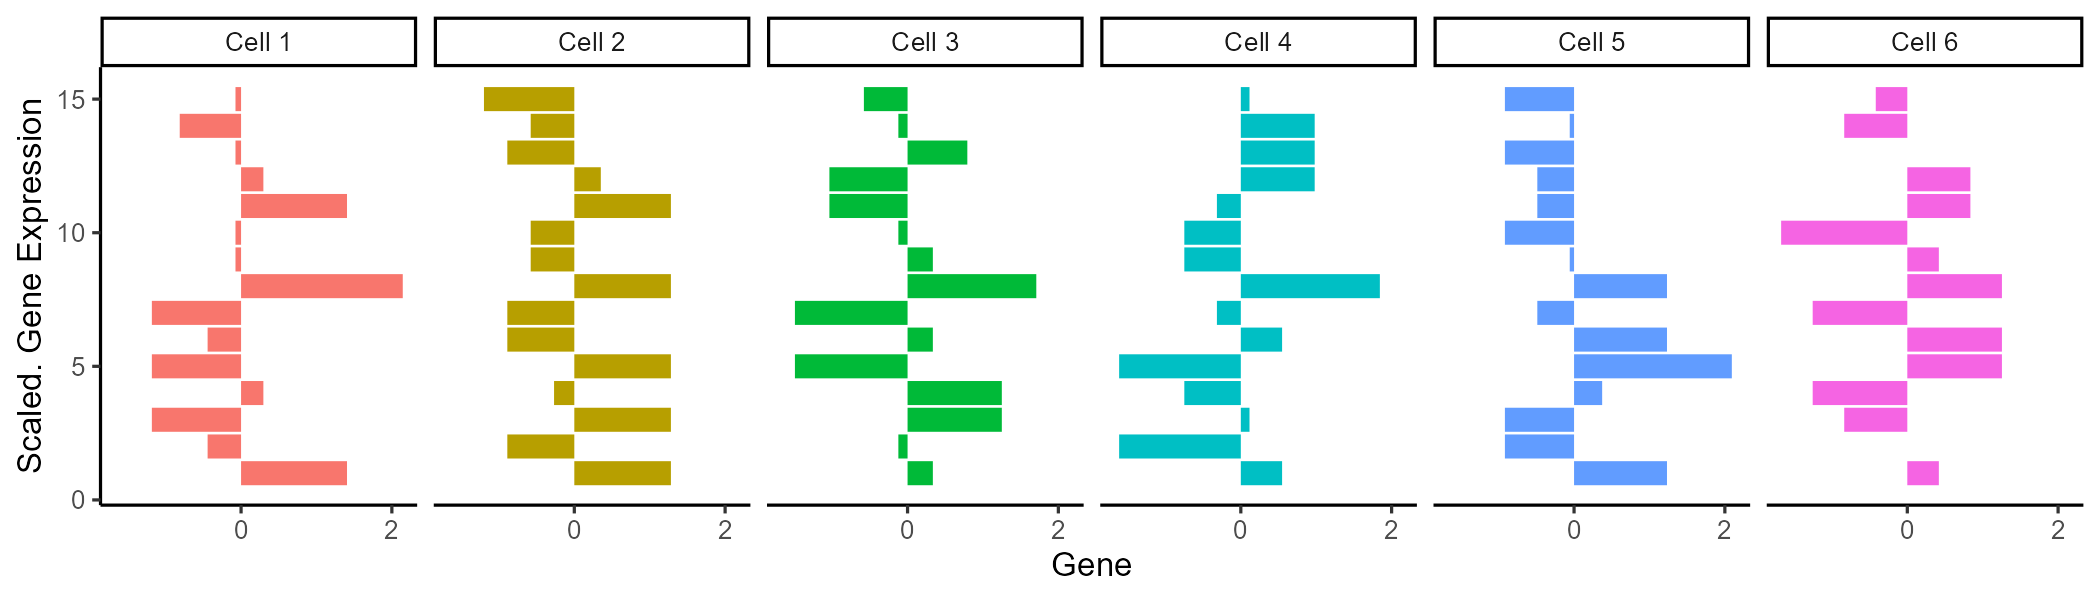 Cell 1 Cell 2 Cell 3 Cell 4 Cell 5 Cell 6
Scaled. Gene Expression
15
10
5
0
0 2 0 2 0 2 0 2 0 2 0 2
Gene